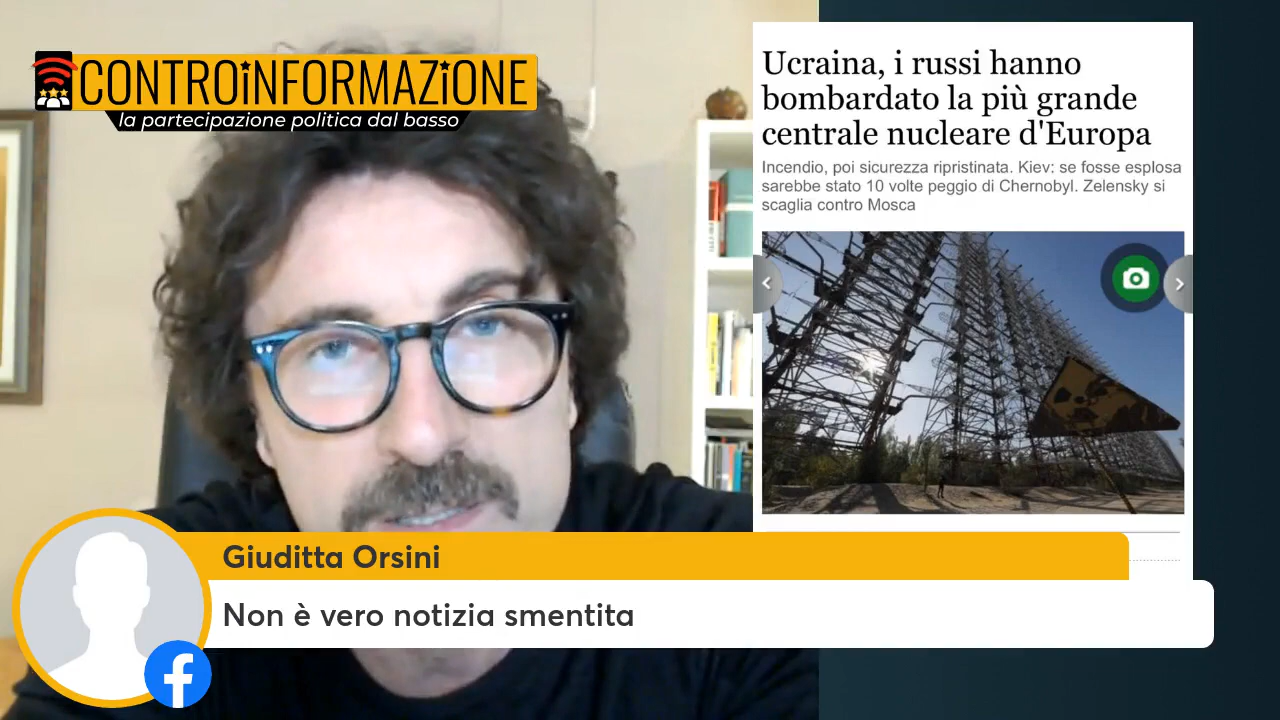 CONTROiNFORMAZiONE
la partecipazione politica dal basso
Ucraina, i russi hanno
bombardato la più grande
centrale nucleare d'Europa
Incendio, poi sicurezza ripristinata. Kiev: se fosse esplosa
sarebbe stato 10 volte peggio di Chernobyl. Zelensky si
scaglia contro Mosca
Giuditta Orsini
Non è vero notizia smentita